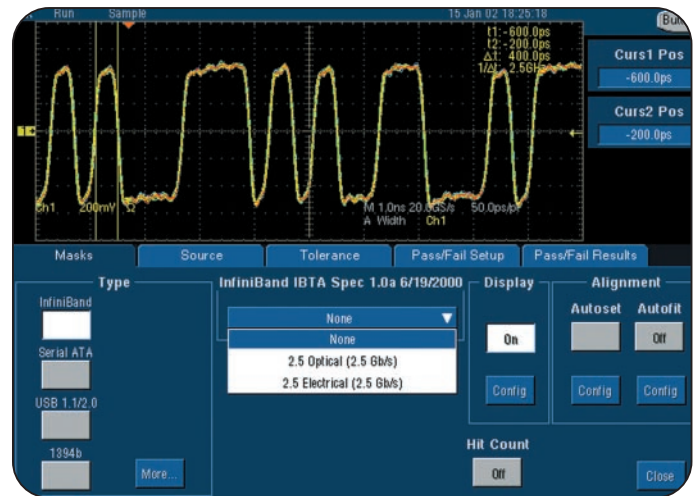 Run Sample 15 Jan 02 18:25:18
t1: -600.0ps
t2: -200.0ps
Δt: 400.0ps
1/Δt: 2.5GHz
Curs1 Pos
-600.0ps
Curs2 Pos
-200.0ps
1
Ch1 200mV Ω M 1.0ns 20.0GS/s 50.0ps/pt
A Width Ch1
Masks Source Tolerance Pass/Fail Setup Pass/Fail Results
Type
InfiniBand
Serial ATA
USB 1.1/2.0
1394b
More...
InfiniBand IBTA Spec 1.0a 6/19/2000
None
None
2.5 Optical (2.5 Gb/s)
2.5 Electrical (2.5 Gb/s)
Display
On
Config
Hit Count
Off
Alignment
Autoset Autofit
Off
Config Config
Close